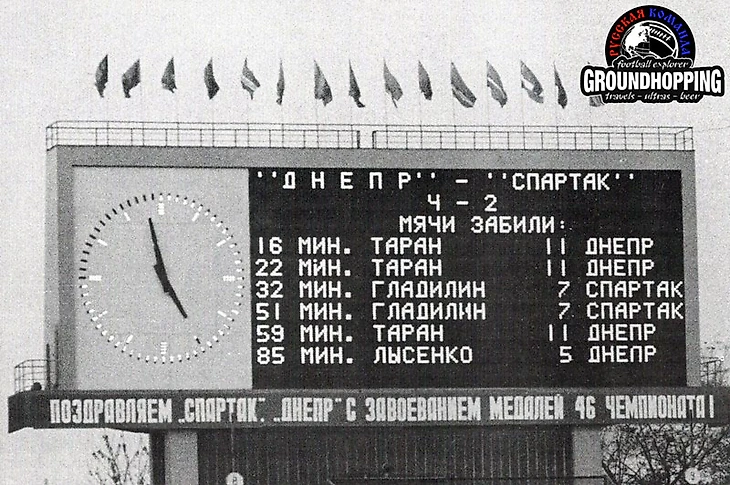 РУССКАЯ КОМАНДА
football explorer
GROUNDHOPPING
travels - ultras - beer
"ДНЕПР" - "СПАРТАК"
4 - 2
МЯЧИ ЗАБИЛИ:
16 МИН. ТАРАН 11 ДНЕПР
22 МИН. ТАРАН 11 ДНЕПР
32 МИН. ГЛАДИЛИН 7 СПАРТАК
51 МИН. ГЛАДИЛИН 7 СПАРТАК
59 МИН. ТАРАН 11 ДНЕПР
85 МИН. ЛЫСЕНКО 5 ДНЕПР
ПОЗДРАВЛЯЕМ „СПАРТАК", „ДНЕПР" С ЗАВОЕВАНИЕМ МЕДАЛЕЙ 46 ЧЕМПИОНАТА!